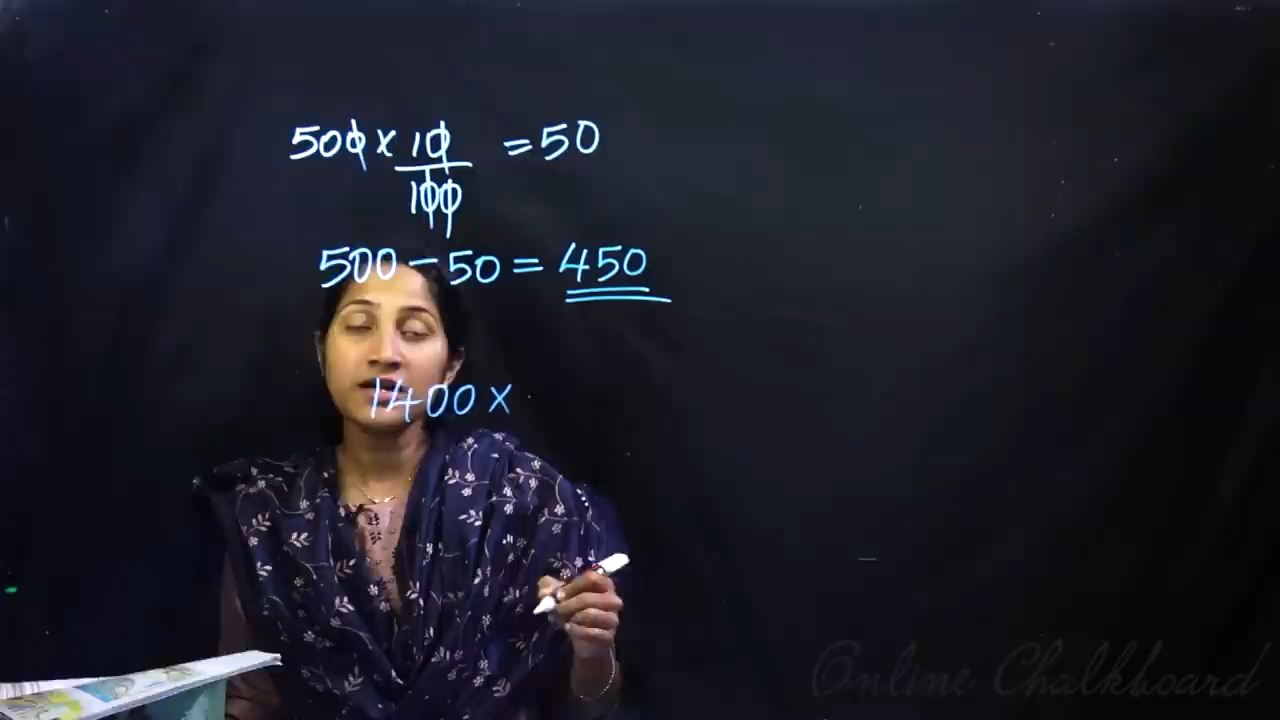 500 x 10 = 50
100
500 - 50 = 450
1400 x
Online Chalkboard